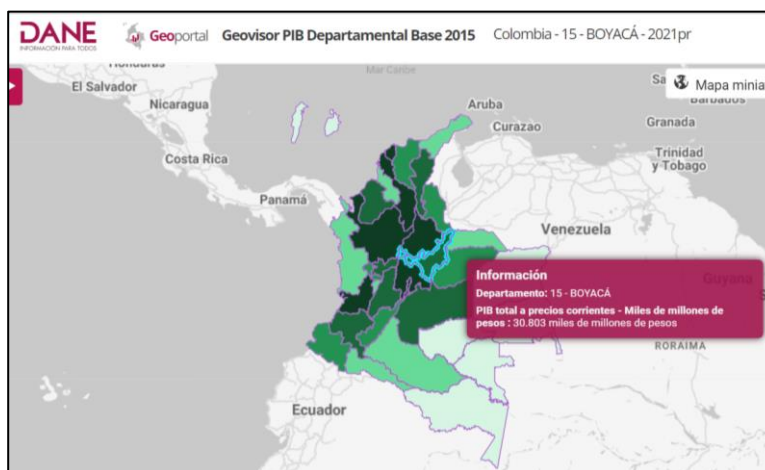 DANE
INFORMACIÓN PARA TODOS
Geoportal
Geovisor PIB Departamental Base 2015
Colombia - 15 - BOYACÁ - 2021pr
Mar Caribe
Mapa minia
El Salvador
Nicaragua
Costa Rica
Panamá
Aruba
Curazao
Barbados
Granada
Trinidad
y Tobago
Venezuela
Información
Departamento: 15 - BOYACÁ
PIB total a precios corrientes - Miles de millones de
pesos : 30.803 miles de millones de pesos
Guyana
RORAIMA
Ecuador